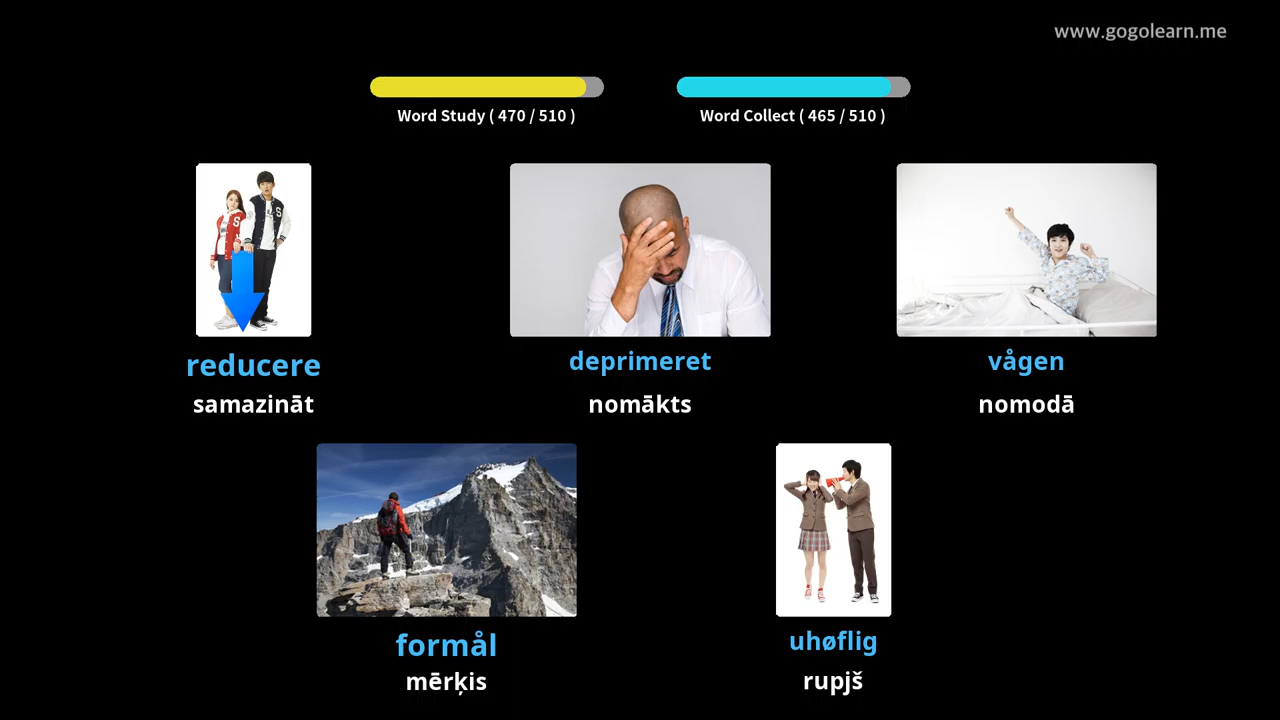 www.gogolearn.me
Word Study ( 470 / 510 )
Word Collect ( 465 / 510 )
reducere
samazināt
deprimeret
nomākts
vågen
nomodā
formål
mērķis
uhøflig
rupjš